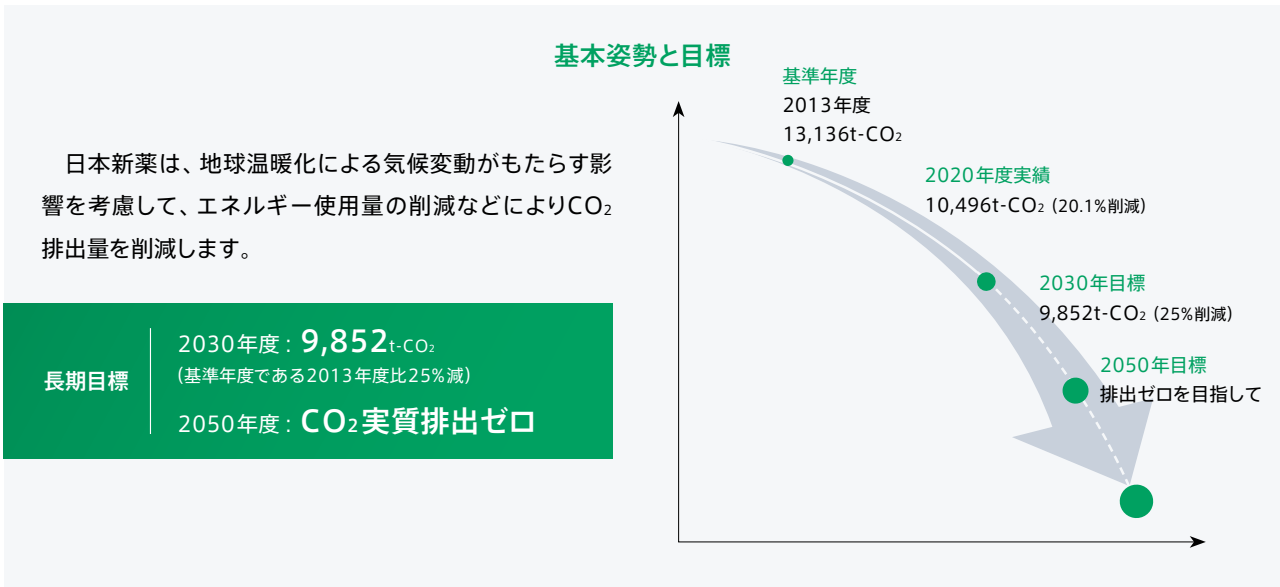 基本姿勢と目標
日本新薬は、地球温暖化による気候変動がもたらす影
響を考慮して、エネルギー使用量の削減などによりCO₂
排出量を削減します。
長期目標
2030年度 : 9,852t-CO₂
(基準年度である2013年度比25%減)
2050年度 : CO₂実質排出ゼロ
基準年度
2013年度
13,136t-CO₂
2020年度実績
10,496t-CO₂ (20.1%削減)
2030年目標
9,852t-CO₂ (25%削減)
2050年目標
排出ゼロを目指して